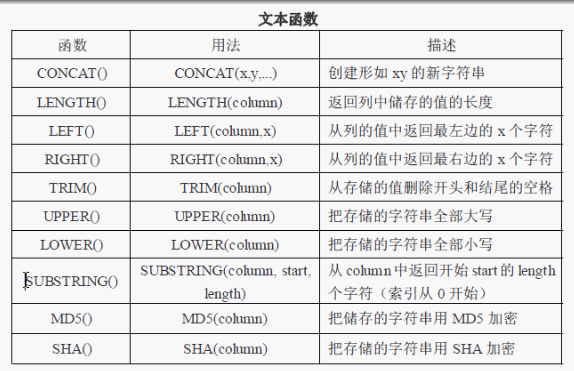 文本函数
函数 用法 描述
CONCAT() CONCAT(x,y,...) 创建形如 xy 的新字符串
LENGTH() LENGTH(column) 返回列中储存的值的长度
LEFT() LEFT(column,x) 从列的值中返回最左边的 x 个字符
RIGHT() RIGHT(column,x) 从列的值中返回最右边的 x 个字符
TRIM() TRIM(column) 从存储的值删除开头和结尾的空格
UPPER() UPPER(column) 把存储的字符串全部大写
LOWER() LOWER(column) 把存储的字符串全部小写
SUBSTRING() SUBSTRING(column, start, length) 从 column 中返回开始 start 的 length 个字符（索引从 0 开始）
MD5() MD5(column) 把储存的字符串用 MD5 加密
SHA() SHA(column) 把存储的字符串用 SHA 加密